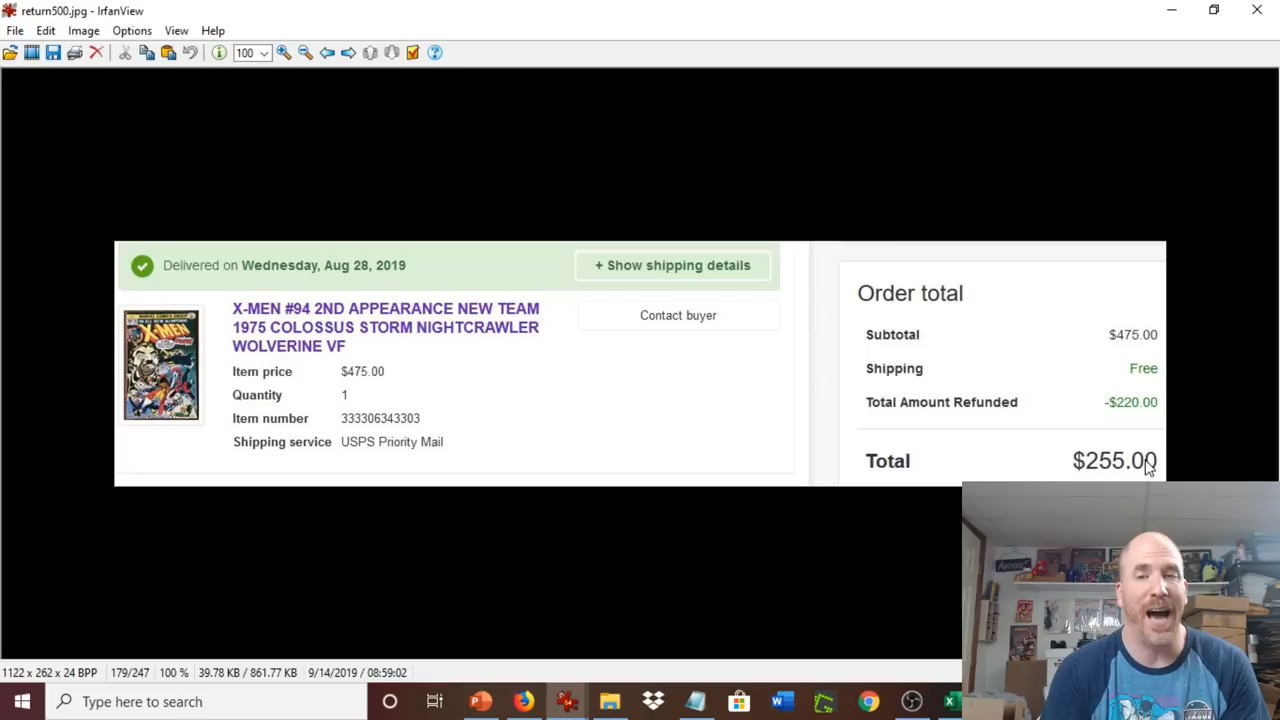 return500.jpg - IrfanView
File Edit Image Options View Help
100
Delivered on Wednesday, Aug 28, 2019
+ Show shipping details
X-MEN #94 2ND APPEARANCE NEW TEAM
1975 COLOSSUS STORM NIGHTCRAWLER
WOLVERINE VF
Contact buyer
Item price $475.00
Quantity 1
Item number 333306343303
Shipping service USPS Priority Mail
X-MEN
Order total
Subtotal $475.00
Shipping Free
Total Amount Refunded -$220.00
Total $255.00
LEAGUE
1122 x 262 x 24 BPP 179/247 100 % 39.78 KB / 861.77 KB 9/14/2019 / 08:59:02
Type here to search